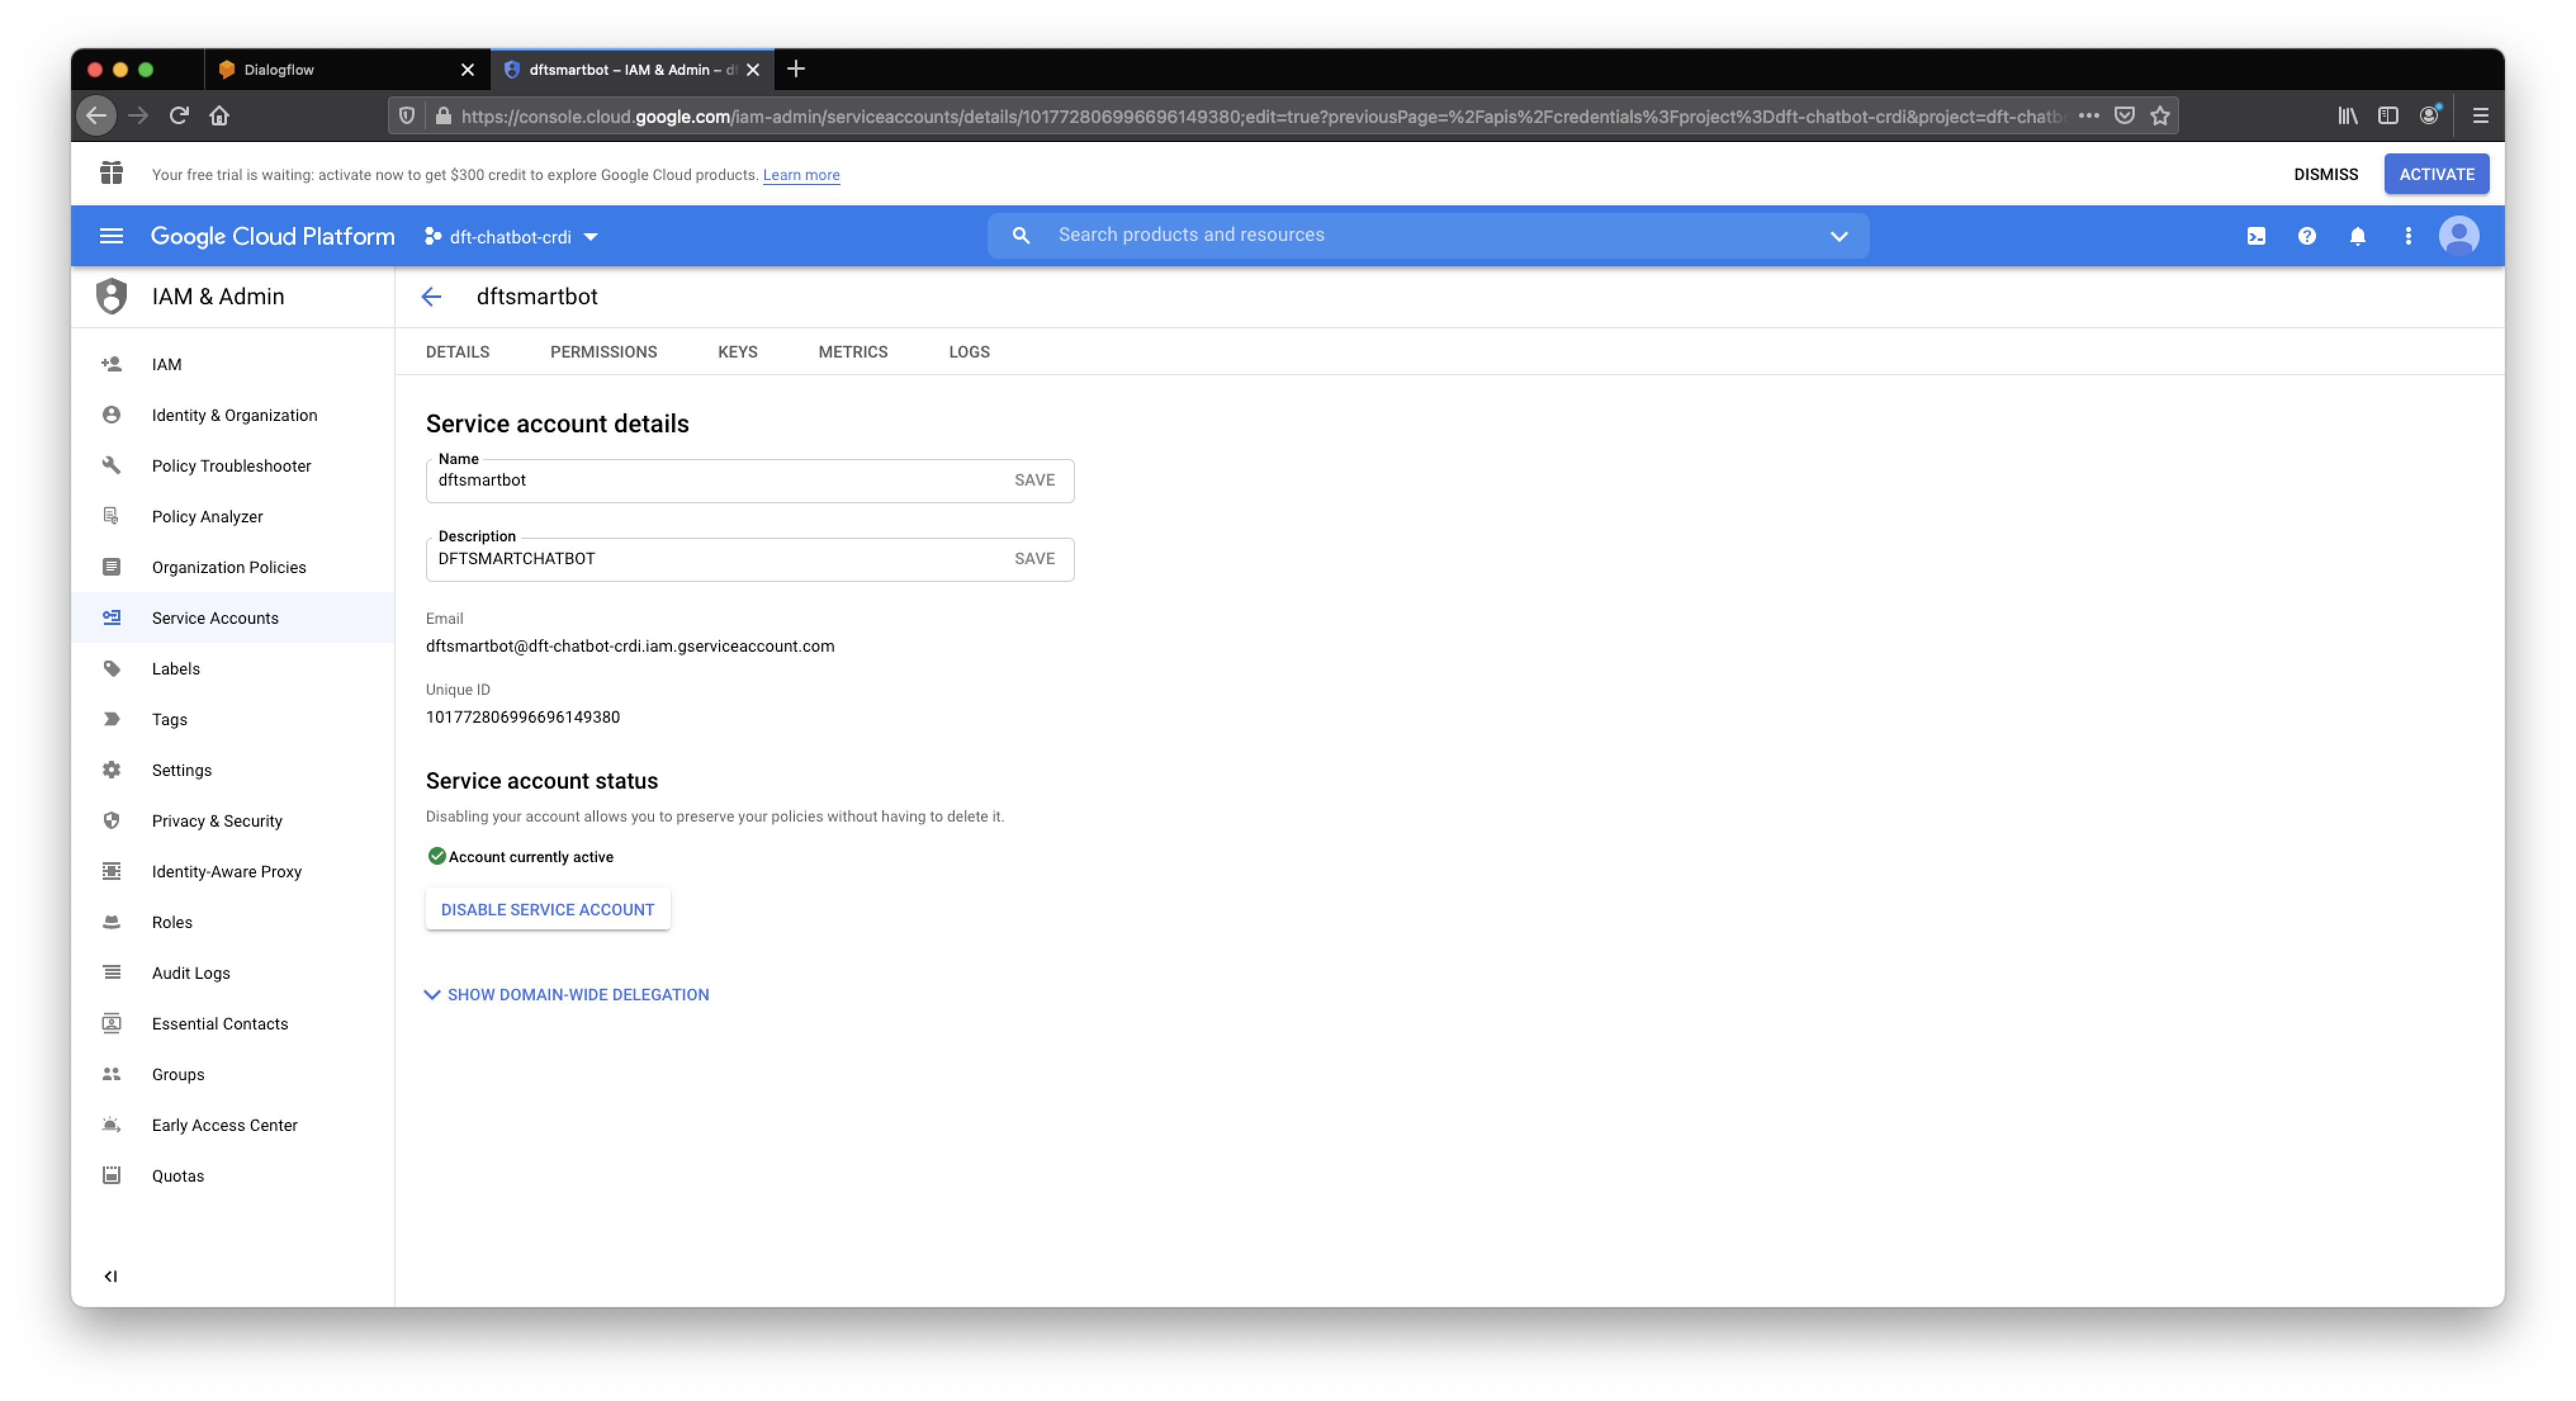 Dialogflow
dftsmartbot – IAM & Admin – df
https://console.cloud.google.com/iam-admin/serviceaccounts/details/101772806996696149380;edit=true?previousPage=%2Fapis%2Fcredentials%3Fproject%3Ddft-chatbot-crdi&project=dft-chatb
Your free trial is waiting: activate now to get $300 credit to explore Google Cloud products. Learn more
DISMISS
ACTIVATE
Google Cloud Platform
dft-chatbot-crdi
Search products and resources
IAM & Admin
IAM
Identity & Organization
Policy Troubleshooter
Policy Analyzer
Organization Policies
Service Accounts
Labels
Tags
Settings
Privacy & Security
Identity-Aware Proxy
Roles
Audit Logs
Essential Contacts
Groups
Early Access Center
Quotas
dftsmartbot
DETAILS PERMISSIONS KEYS METRICS LOGS
Service account details
Name
dftsmartbot SAVE
Description
DFTSMARTCHATBOT SAVE
Email
dftsmartbot@dft-chatbot-crdi.iam.gserviceaccount.com
Unique ID
101772806996696149380
Service account status
Disabling your account allows you to preserve your policies without having to delete it.
Account currently active
DISABLE SERVICE ACCOUNT
SHOW DOMAIN-WIDE DELEGATION